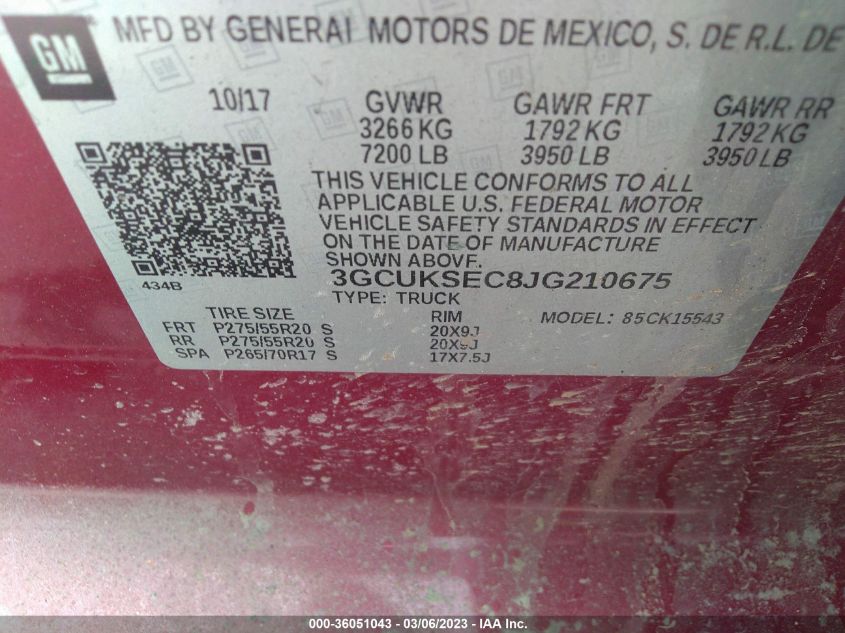 GM
MFD BY GENERAL MOTORS DE MEXICO, S. DE R.L. DE
10/17 GVWR GAWR FRT GAWR RR
3266 KG 1792 KG 1792 KG
7200 LB 3950 LB 3950 LB
THIS VEHICLE CONFORMS TO ALL
APPLICABLE U.S. FEDERAL MOTOR
VEHICLE SAFETY STANDARDS IN EFFECT
ON THE DATE OF MANUFACTURE
SHOWN ABOVE.
434B
3GCUKSEC8JG210675
TYPE: TRUCK
TIRE SIZE RIM MODEL: 85CK15543
FRT P275/55R20 S 20X9J
RR P275/55R20 S 20X9J
SPA P265/70R17 S 17X7.5J
000-36051043 - 03/06/2023 - © IAA Inc.